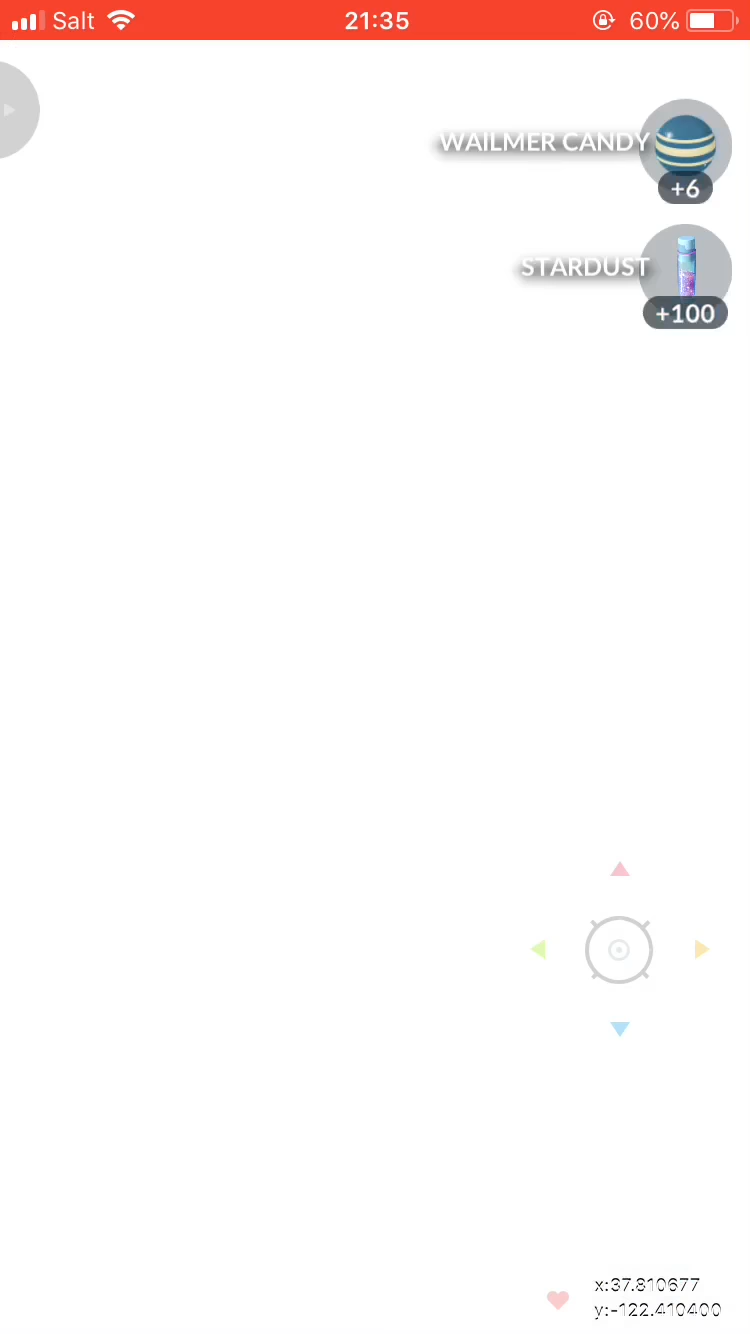 Salt 21:35 60%
WAILMER CANDY
+6
STARDUST
+100
x:37.810677
y:-122.410400